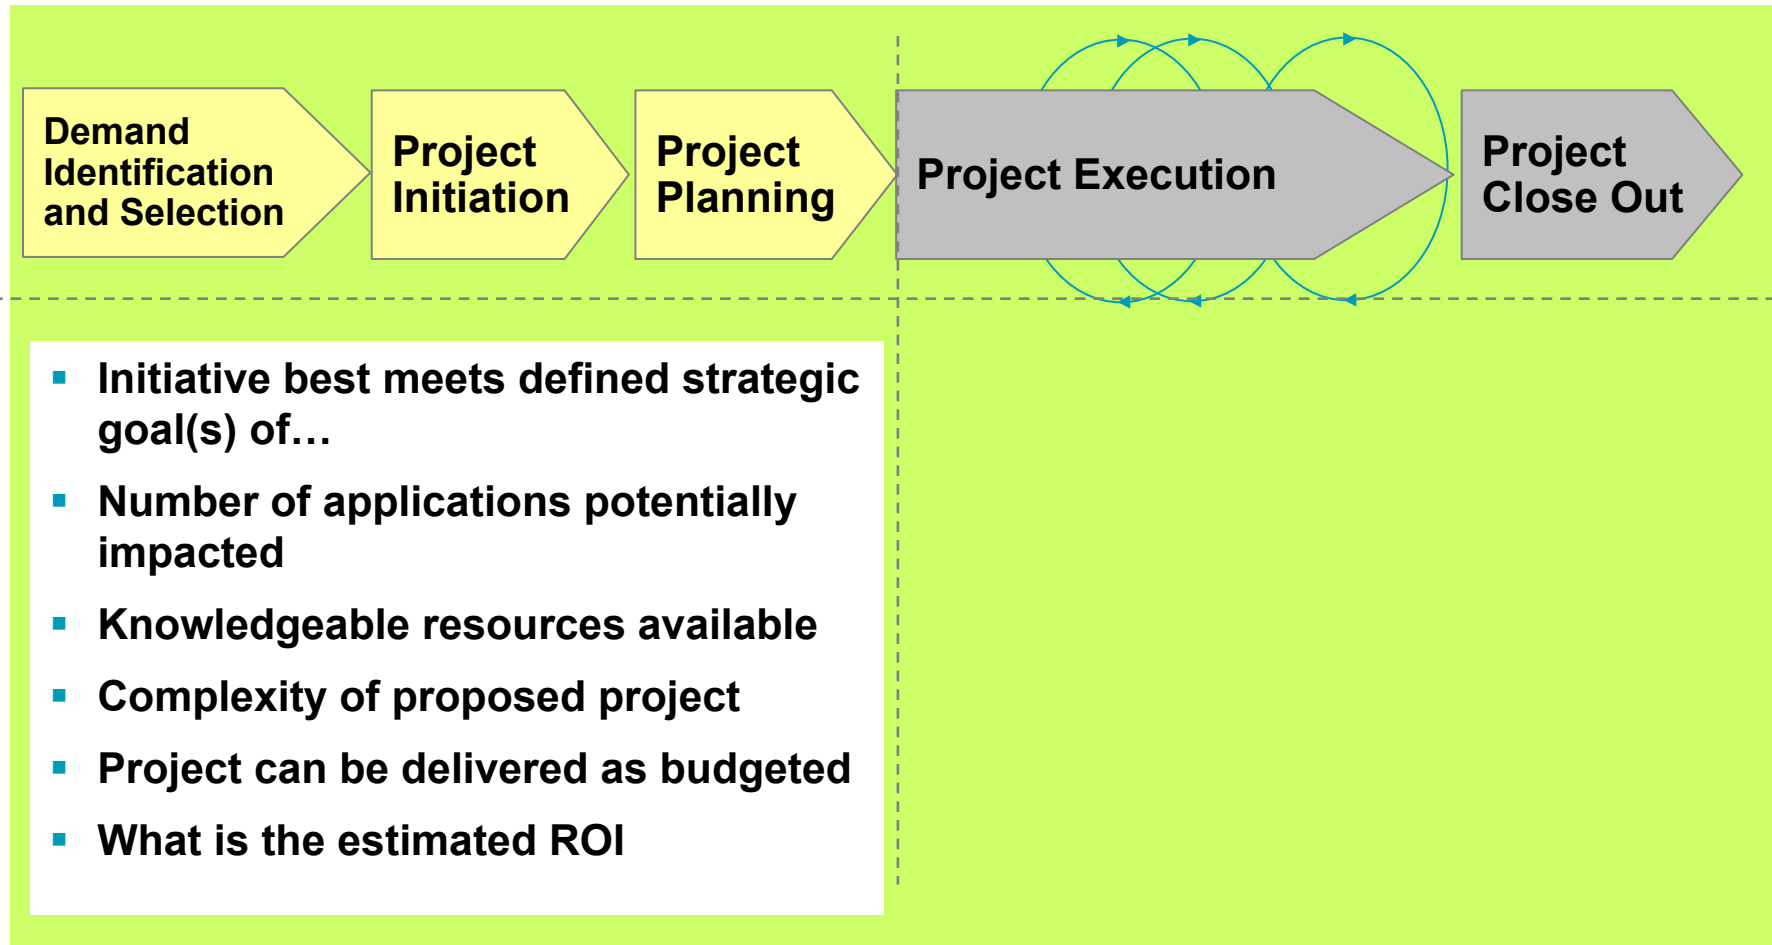 Demand
Identification
and Selection
Project
Initiation
Project
Planning
Project Execution
Project
Close Out
▪ Initiative best meets defined strategic
goal(s) of…
▪ Number of applications potentially
impacted
▪ Knowledgeable resources available
▪ Complexity of proposed project
▪ Project can be delivered as budgeted
▪ What is the estimated ROI